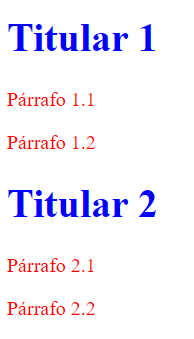 Titular 1
Párrafo 1.1
Párrafo 1.2
Titular 2
Párrafo 2.1
Párrafo 2.2